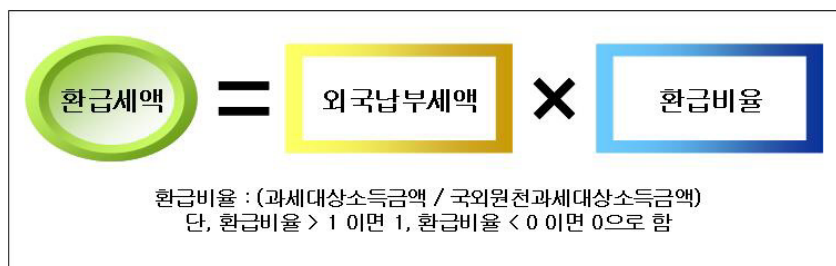 환급세액 = 외국납부세액 × 환급비율
환급비율 : (과세대상소득금액 / 국외원천과세대상소득금액)
단, 환급비율 > 1 이면 1, 환급비율 < 0 이면 0으로 함